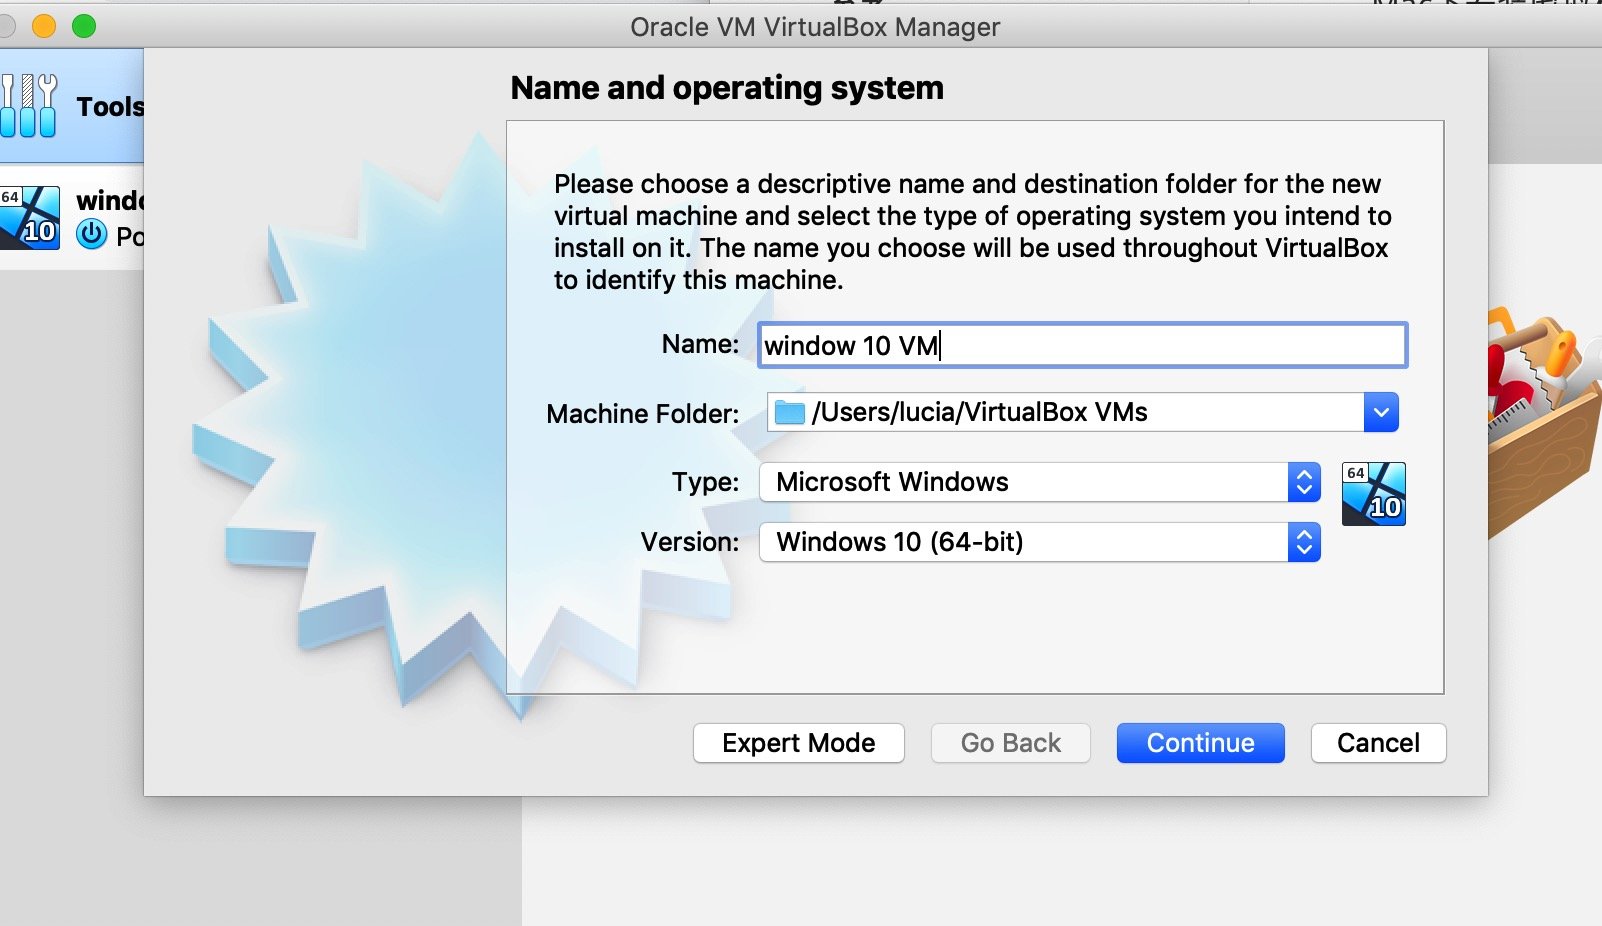 Oracle VM VirtualBox Manager
Tools
64
10
Name and operating system
Please choose a descriptive name and destination folder for the new
virtual machine and select the type of operating system you intend to
install on it. The name you choose will be used throughout VirtualBox
to identify this machine.
Name: window 10 VM
Machine Folder: /Users/lucia/VirtualBox VMs
Type: Microsoft Windows
64
10
Version: Windows 10 (64-bit)
Expert Mode
Go Back
Continue
Cancel